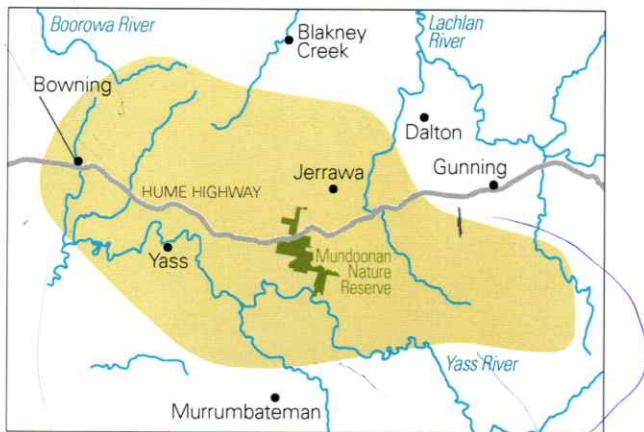 Boorowa River
Blakney
Creek
Lachlan
River
Bowning
Dalton
Jerrawa
Gunning
HUME HIGHWAY
Yass
Mundoonan
Nature
Reserve
Yass River
Murrumbateman